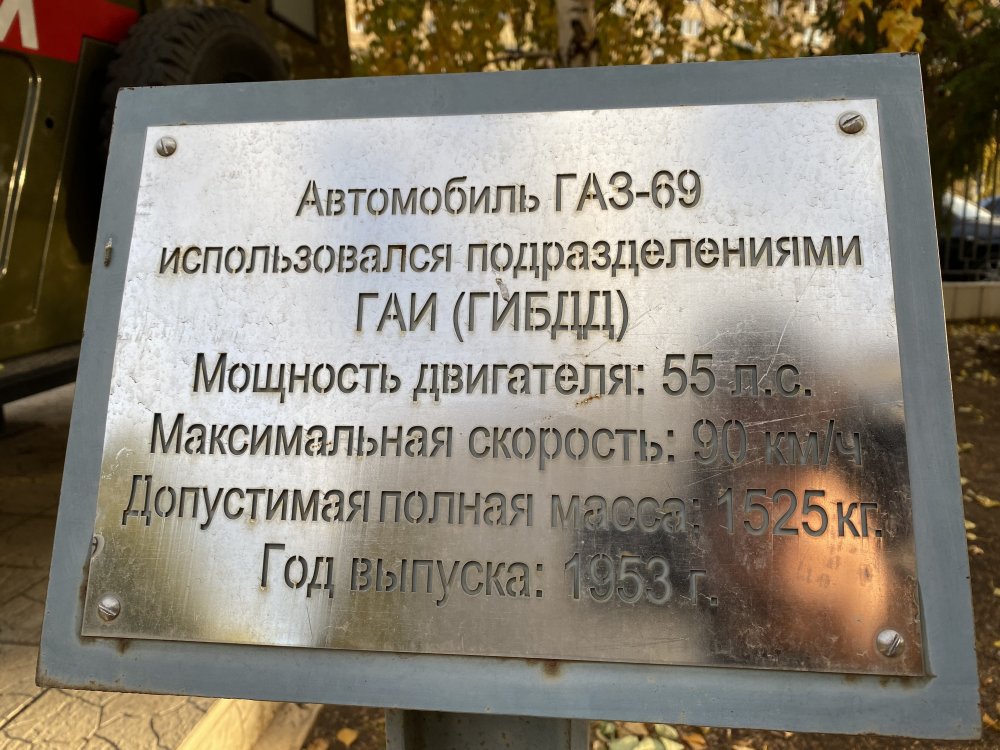 Автомобиль ГАЗ-69
использовался подразделениями
ГАИ (ГИБДД)
Мощность двигателя: 55 л.с.
Максимальная скорость: 90 км/ч
Допустимая полная масса: 1525 кг.
Год выпуска: 1953 г.